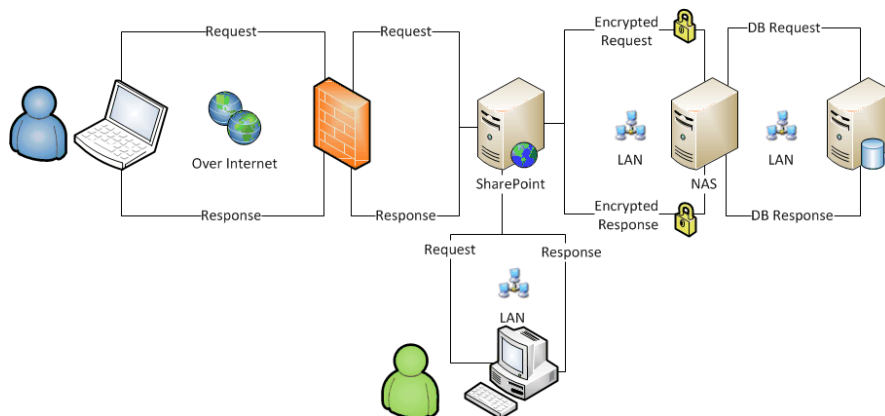 Request
Request
Encrypted
Request
DB Request
Over Internet
LAN
LAN
SharePoint
NAS
Response
Response
Encrypted
Response
DB Response
Request
Response
LAN